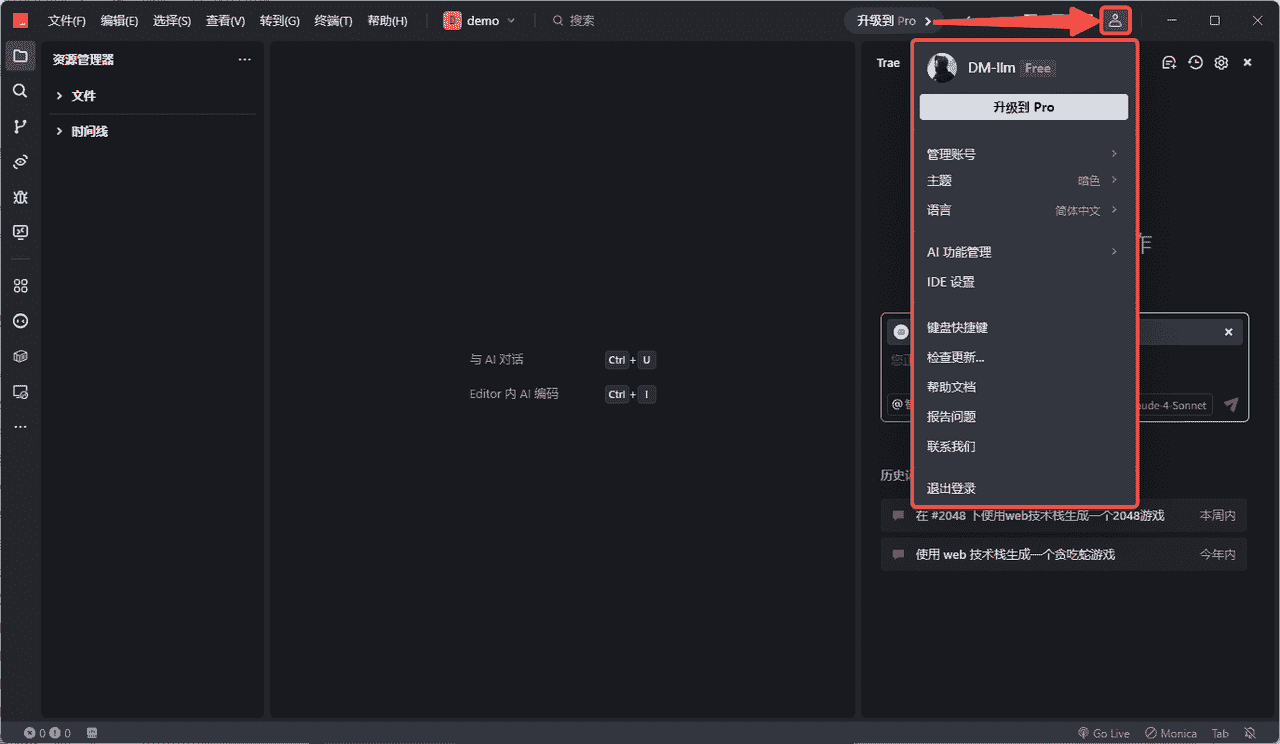 文件(F) 编辑(E) 选择(S) 查看(V) 转到(G) 终端(T) 帮助(H) D demo 搜索 升级到 Pro
资源管理器
文件
时间线
与 AI 对话 Ctrl + U
Editor 内 AI 编码 Ctrl + I
Trae
DM-llm Free
升级到 Pro
管理账号
主题 暗色
语言 简体中文
AI 功能管理
IDE 设置
键盘快捷键
检查更新...
帮助文档
报告问题
联系我们
退出登录
@ ude-4-Sonnet
历史
在 #2048 下使用web技术栈生成一个2048游戏 本周内
使用 web 技术栈生成一个贪吃蛇游戏 今年内
0 0 Go Live Monica Tab